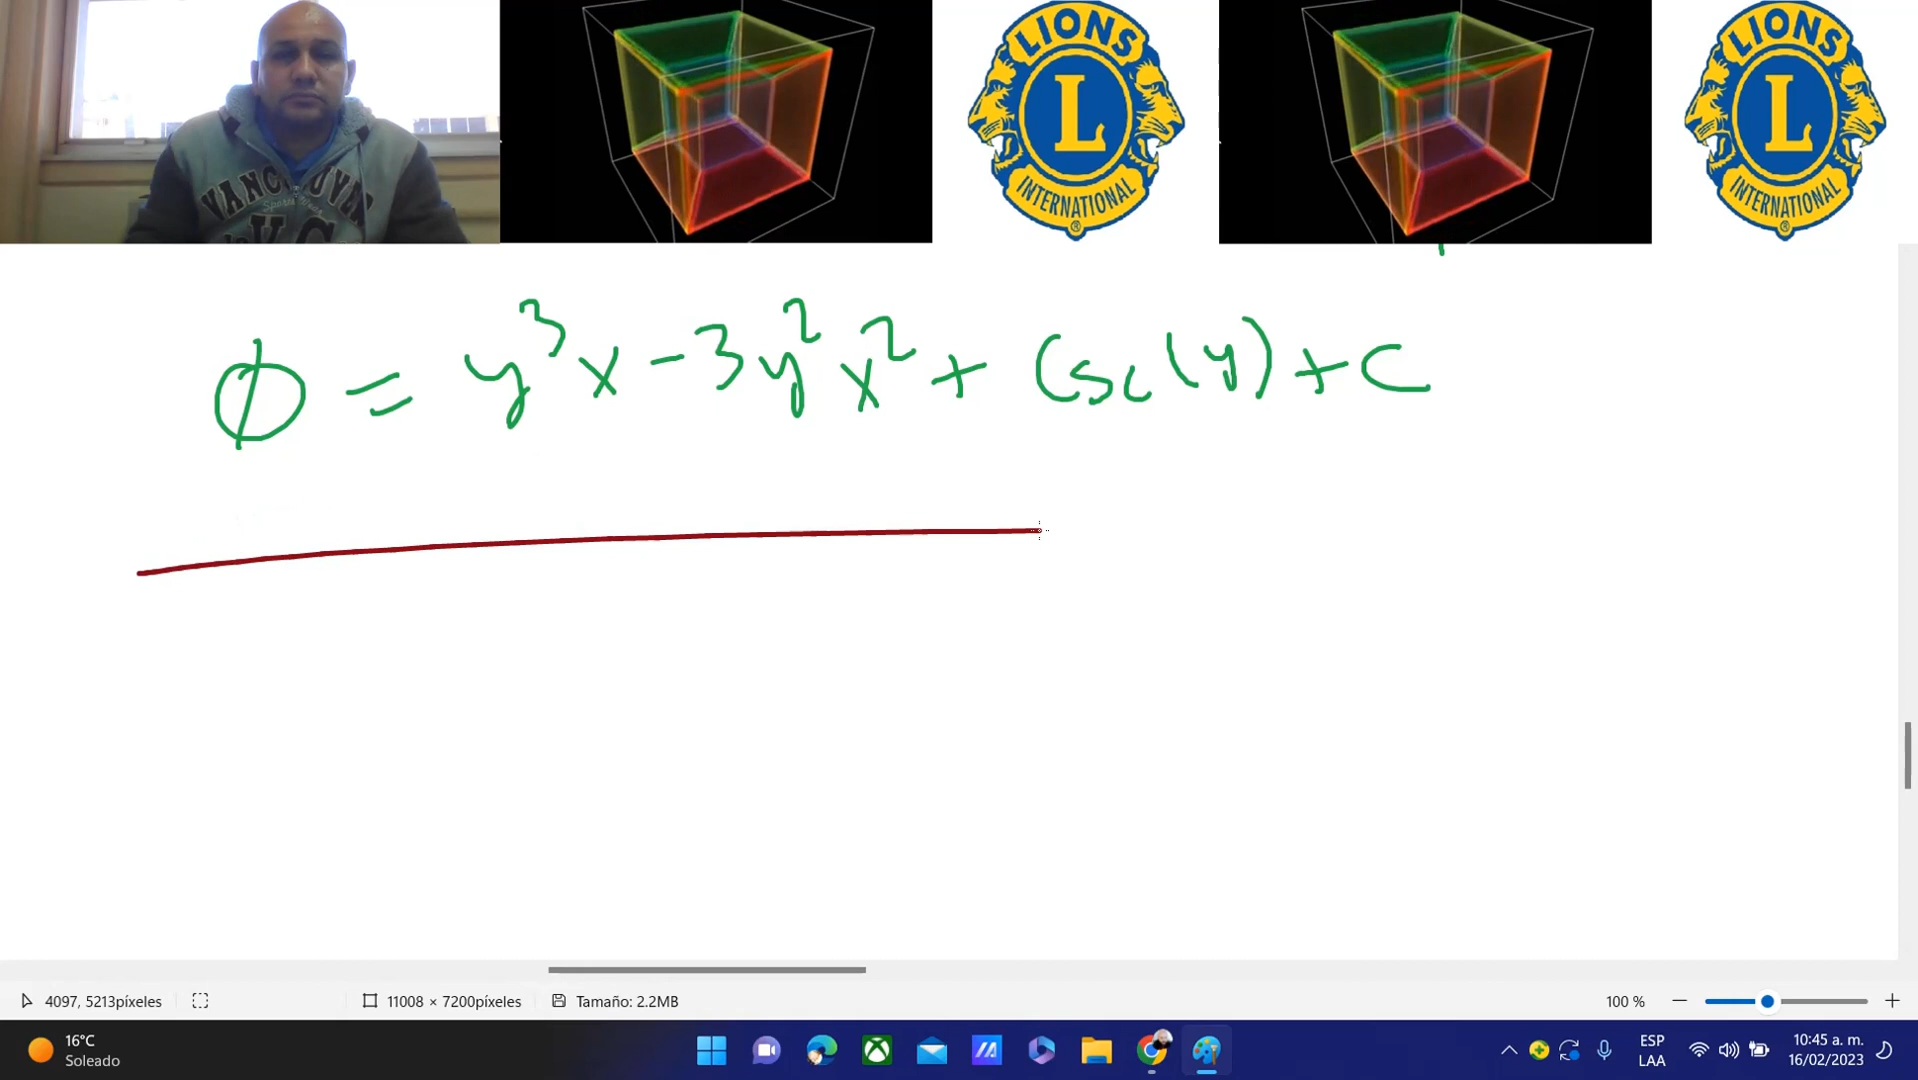 VANCOUVER
LIONS
L
INTERNATIONAL
®
LIONS
L
INTERNATIONAL
®
∅ = y³x - 3y²x² + Csc(y) + C
4097, 5213píxeles
11008 × 7200píxeles
Tamaño: 2.2MB
100 %
16°C
Soleado
ESP
LAA
10:45 a. m.
16/02/2023